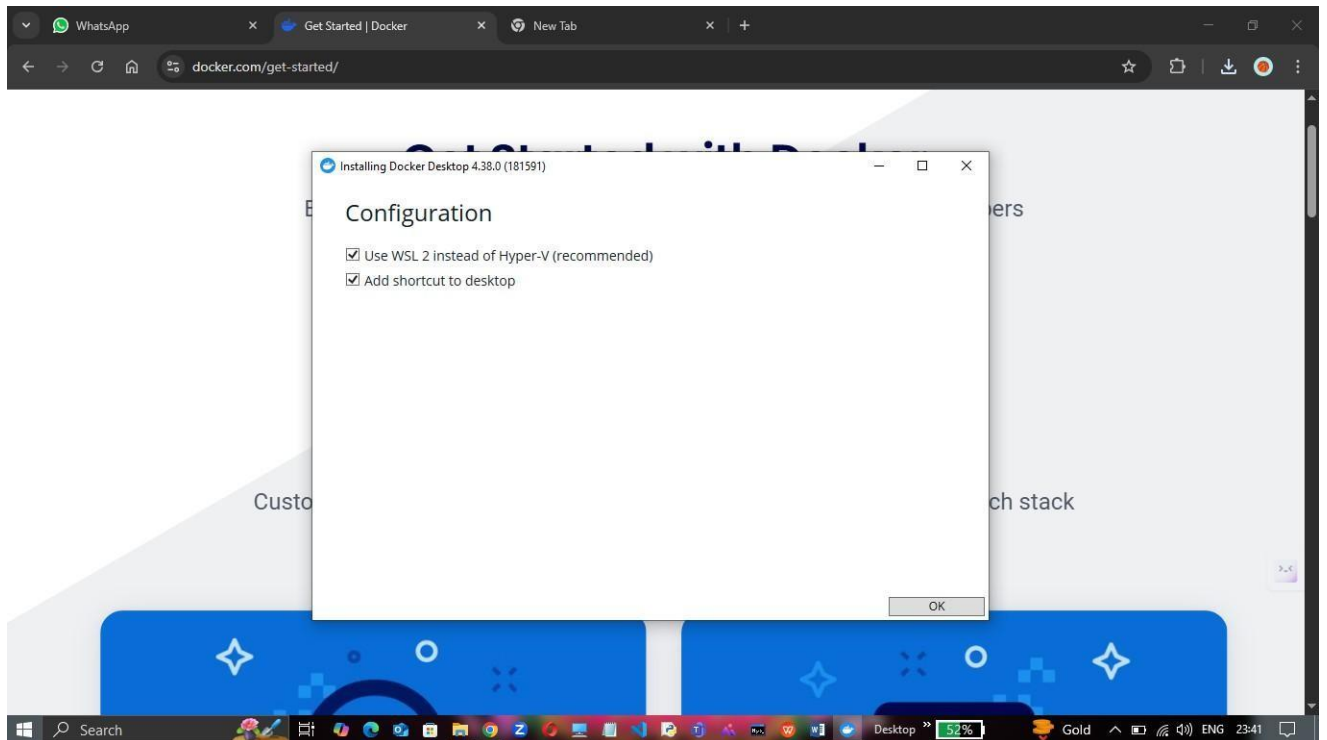 WhatsApp
Get Started | Docker
New Tab
docker.com/get-started/
Installing Docker Desktop 4.38.0 (181591)
Configuration
Use WSL 2 instead of Hyper-V (recommended)
Add shortcut to desktop
OK
Custo
ch stack
Search
Desktop
52%
Gold
ENG
23:41